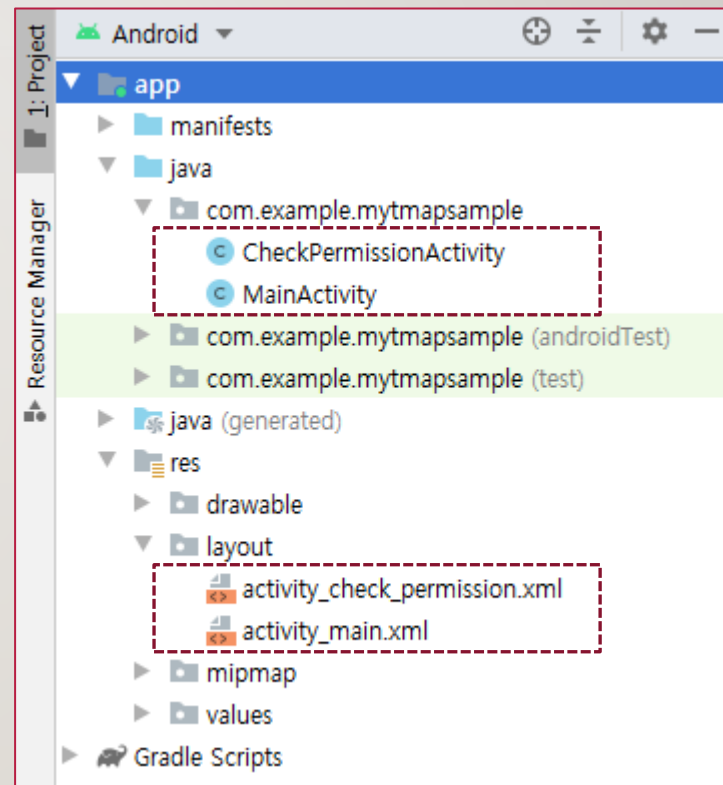 1: Project
Resource Manager
Android
app
manifests
java
com.example.mytmapsample
C CheckPermissionActivity
C MainActivity
com.example.mytmapsample (androidTest)
com.example.mytmapsample (test)
java (generated)
res
drawable
layout
activity_check_permission.xml
activity_main.xml
mipmap
values
Gradle Scripts